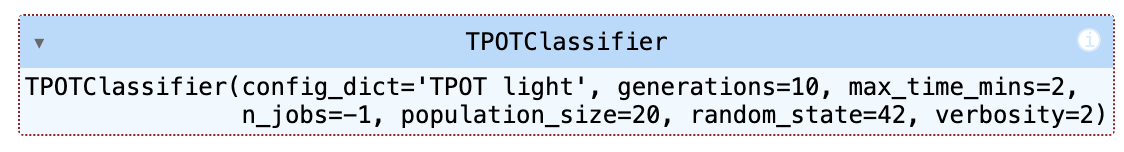 TPOTClassifier
TPOTClassifier(config_dict='TPOT light', generations=10, max_time_mins=2,
n_jobs=-1, population_size=20, random_state=42, verbosity=2)